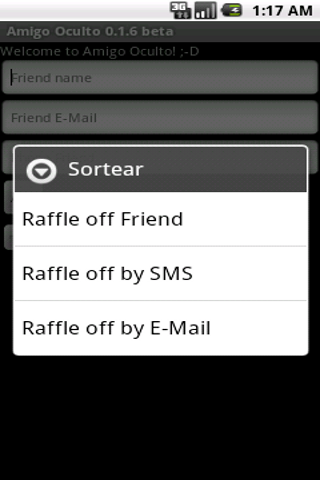 3G
1:17 AM
Amigo Oculto 0.1.6 beta
Welcome to Amigo Oculto! ;-D
Friend name
Friend E-Mail
Sortear
Raffle off Friend
Raffle off by SMS
Raffle off by E-Mail